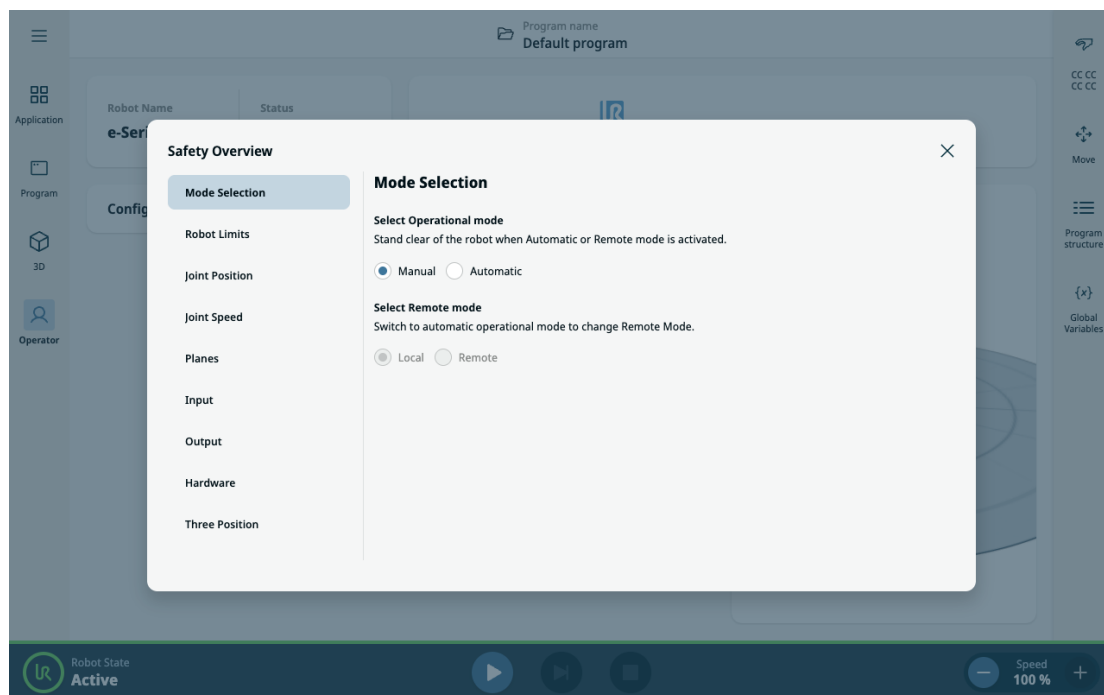 Program name
Default program
Application
Program
3D
Operator
Robot Name
Status
Safety Overview
Mode Selection
Robot Limits
Joint Position
Joint Speed
Planes
Input
Output
Hardware
Three Position
Mode Selection
Select Operational mode
Stand clear of the robot when Automatic or Remote mode is activated.
Manual Automatic
Select Remote mode
Switch to automatic operational mode to change Remote Mode.
Local Remote
CC CC
CC CC
Move
Program
structure
{x}
Global
Variables
Robot State
Active
Speed
100 %